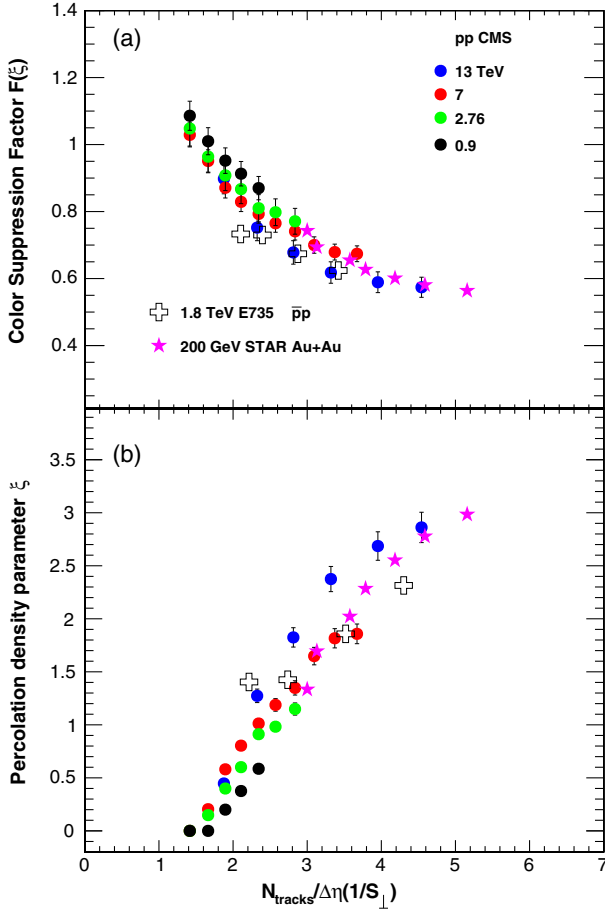 (a)
pp CMS
13 TeV
7
2.76
0.9
1.8 TeV E735 p̅p
200 GeV STAR Au+Au
Color Suppression Factor F(ξ)
1.4
1.2
1
0.8
0.6
0.4
(b)
Percolation density parameter ξ
3.5
3
2.5
2
1.5
1
0.5
0
0 1 2 3 4 5 6 7
N_tracks/Δη(1/S_⊥)